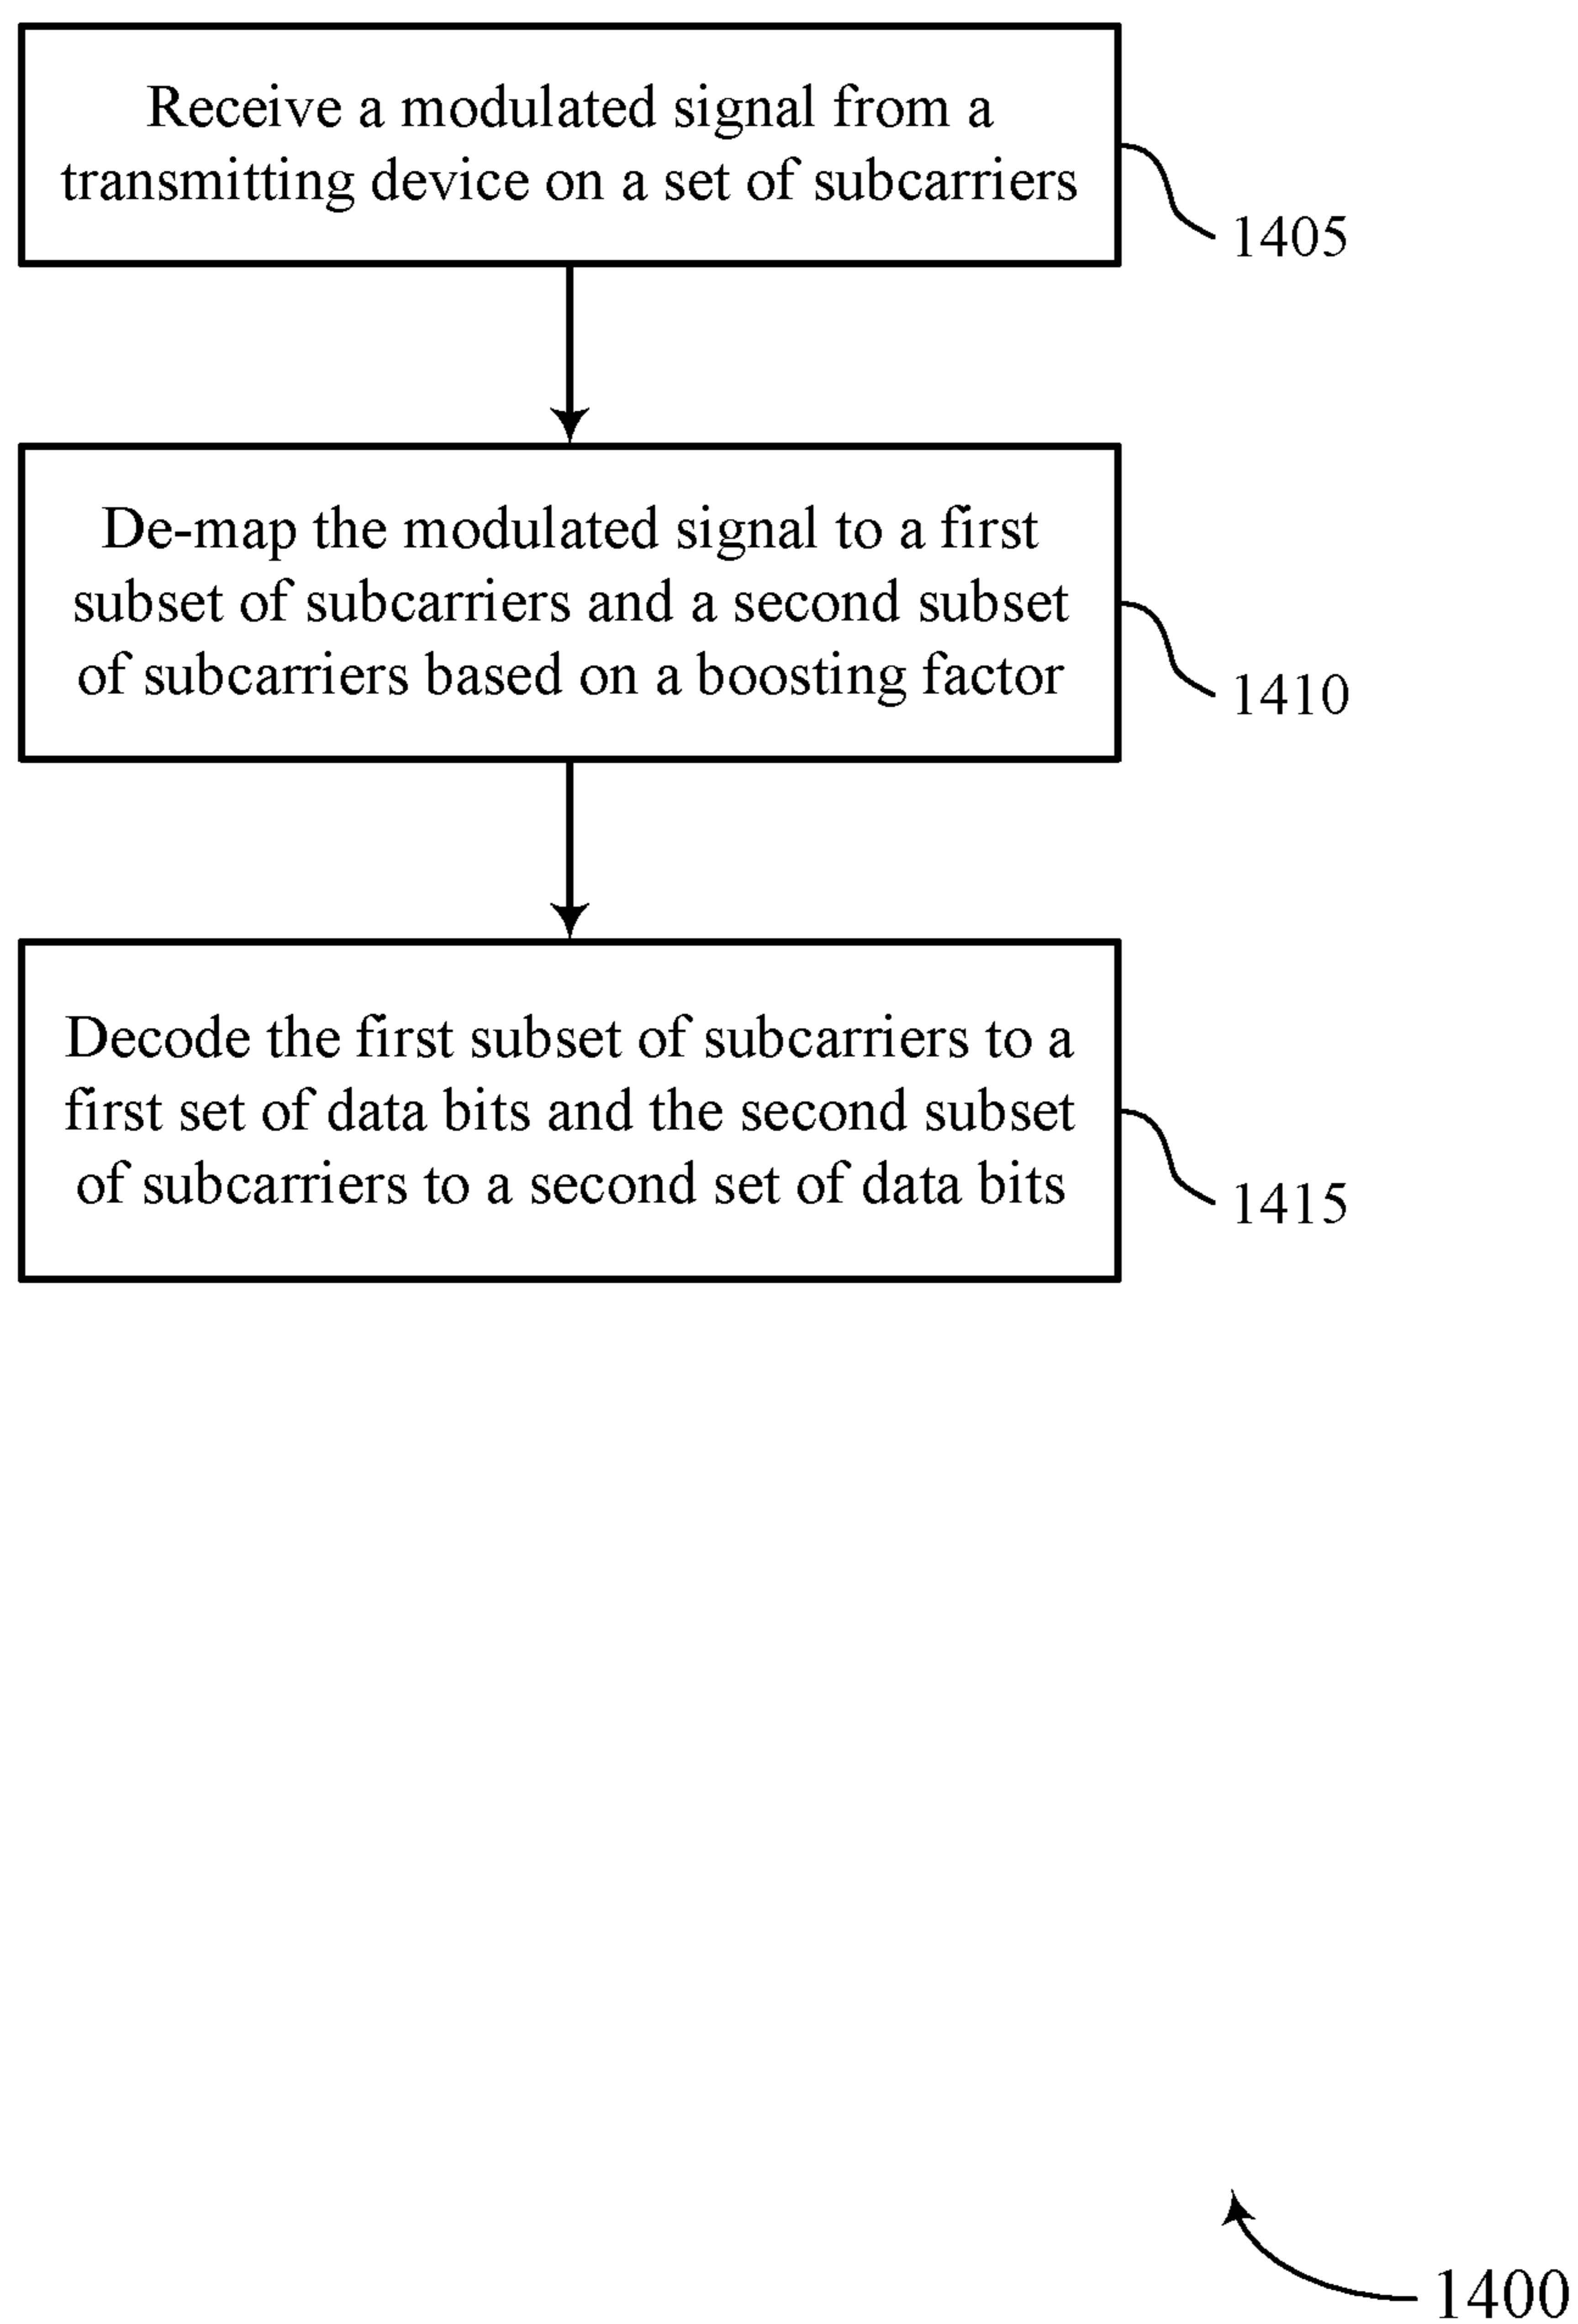 Receive a modulated signal from a
transmitting device on a set of subcarriers
1405
De-map the modulated signal to a first
subset of subcarriers and a second subset
of subcarriers based on a boosting factor
1410
Decode the first subset of subcarriers to a
first set of data bits and the second subset
of subcarriers to a second set of data bits
1415
1400